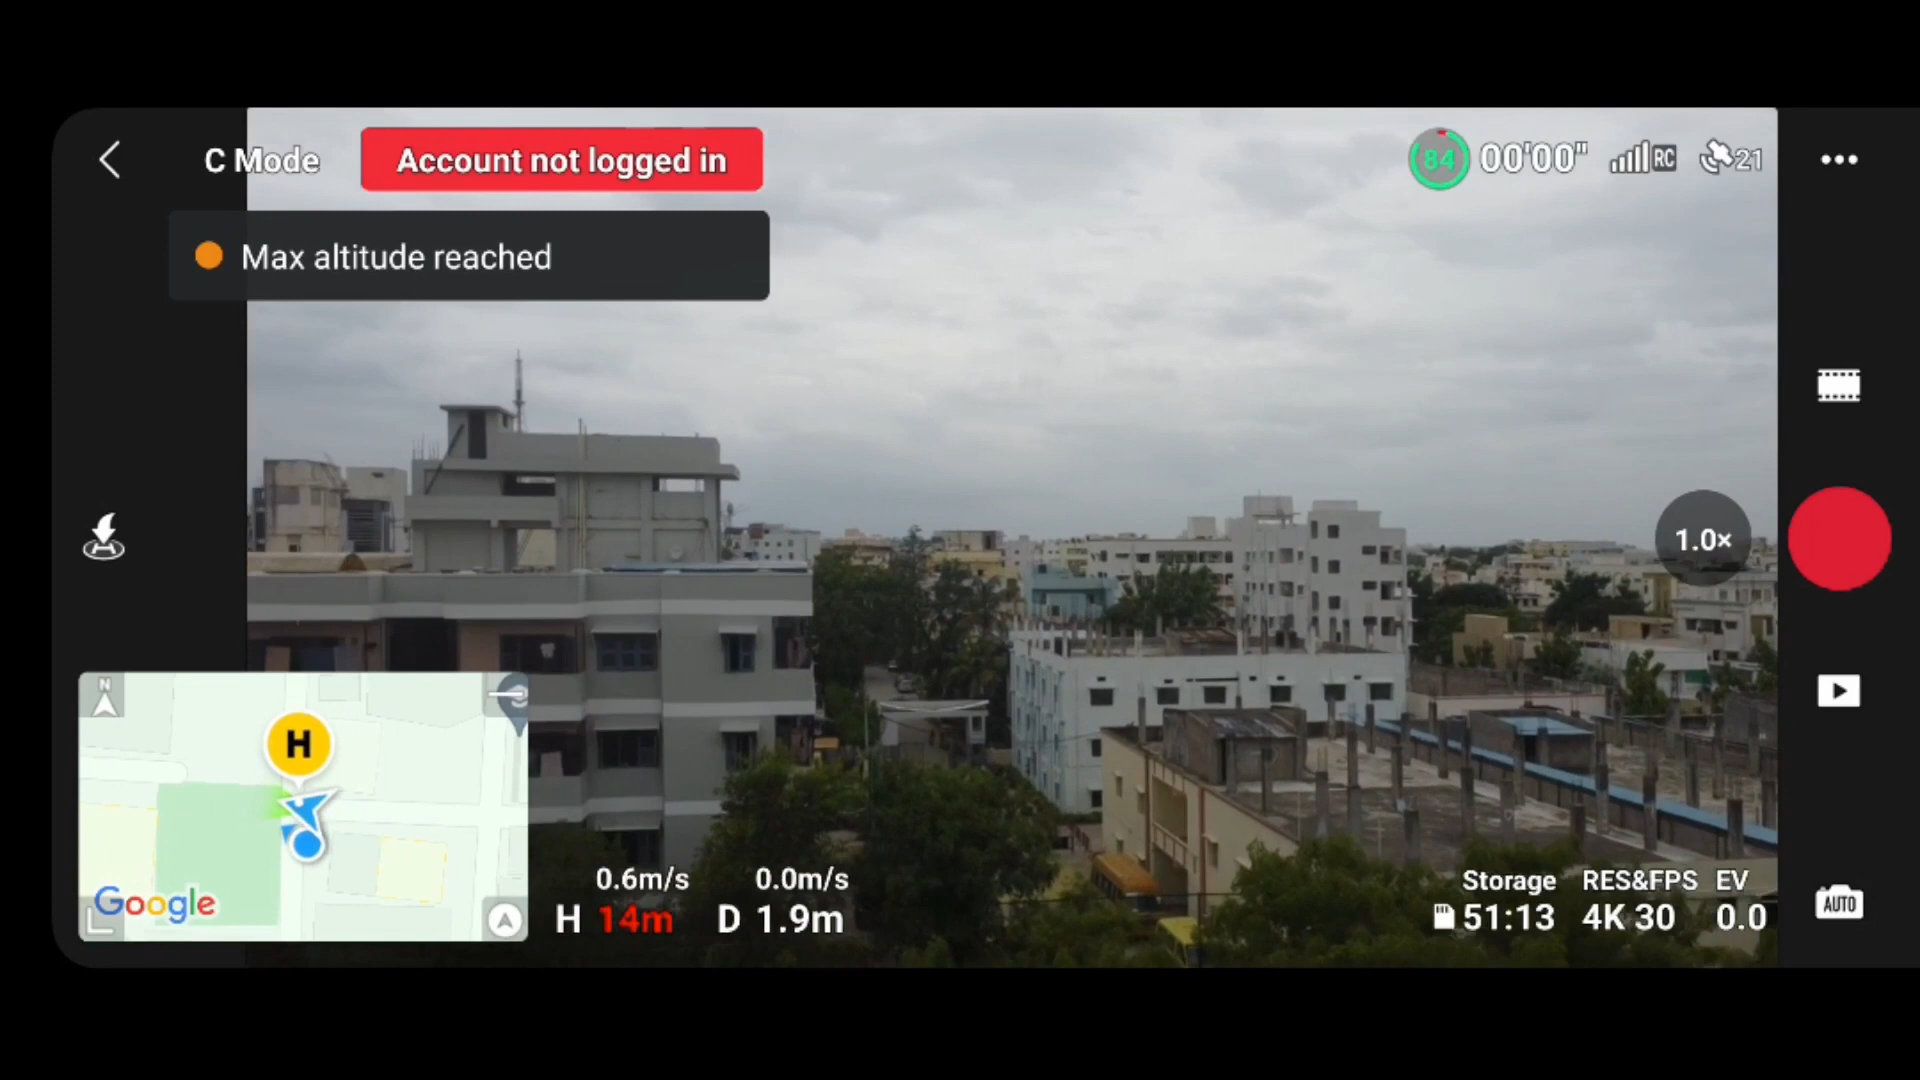 C Mode
Account not logged in
84
00'00"
RC
21
Max altitude reached
1.0×
N
H
Google
0.6m/s
0.0m/s
H 14m
D 1.9m
Storage
RES&FPS
EV
51:13
4K 30
0.0
AUTO